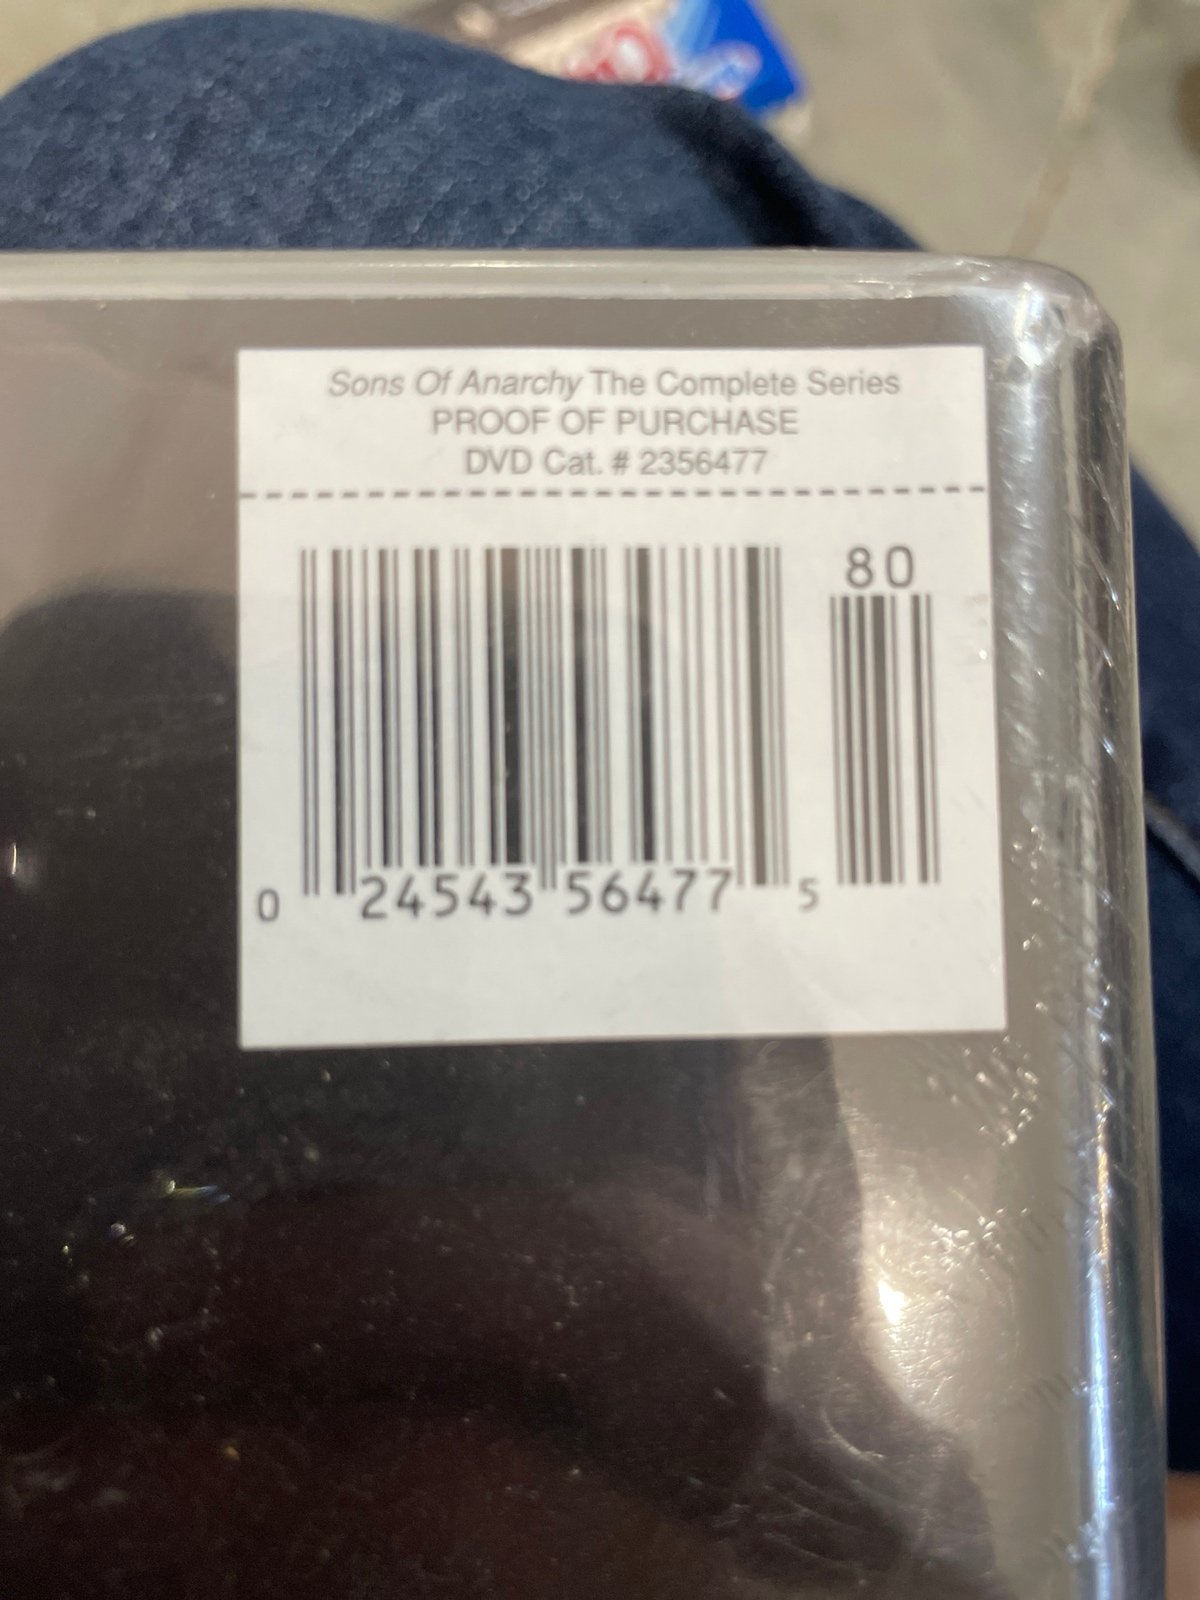 Sons Of Anarchy The Complete Series
PROOF OF PURCHASE
DVD Cat. # 2356477
80
0 24543 56477 5